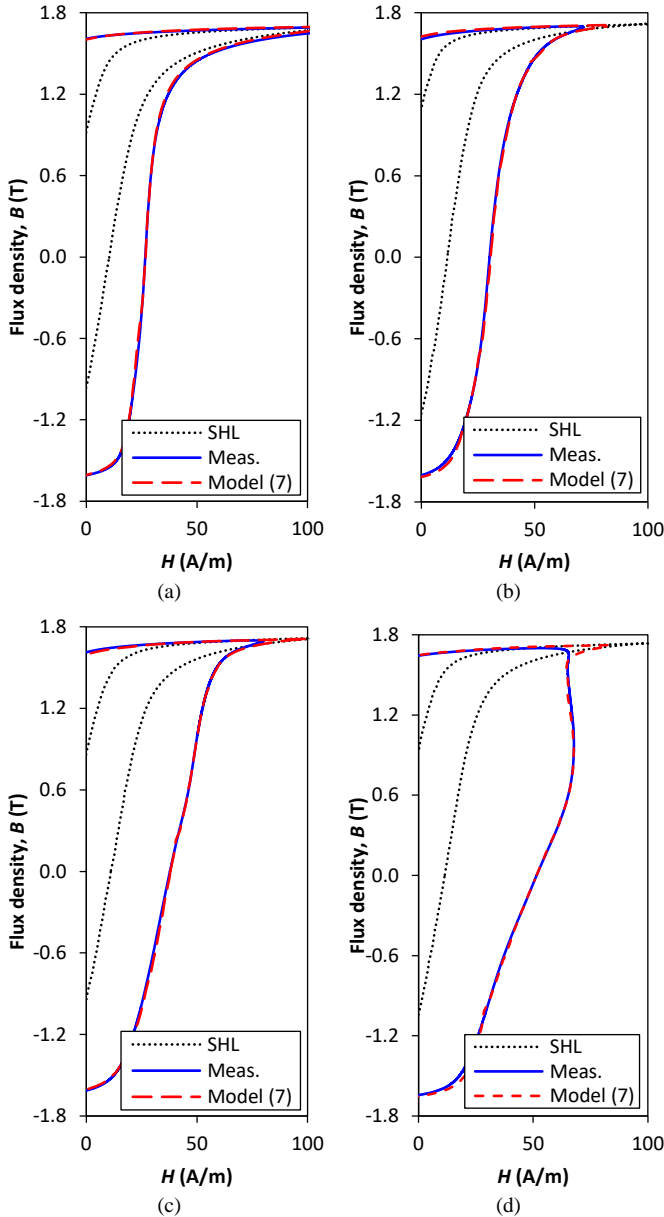 1.8
1.2
0.6
0.0
-0.6
-1.2
-1.8
Flux density, B (T)
SHL
Meas.
Model (7)
0
50
100
H (A/m)
(a)
1.8
1.2
0.6
0.0
-0.6
-1.2
-1.8
Flux density, B (T)
SHL
Meas.
Model (7)
0
50
100
H (A/m)
(b)
1.8
1.2
0.6
0.0
-0.6
-1.2
-1.8
Flux density, B (T)
SHL
Meas.
Model (7)
0
50
100
H (A/m)
(c)
1.8
1.2
0.6
0.0
-0.6
-1.2
-1.8
Flux density, B (T)
SHL
Meas.
Model (7)
0
50
100
H (A/m)
(d)